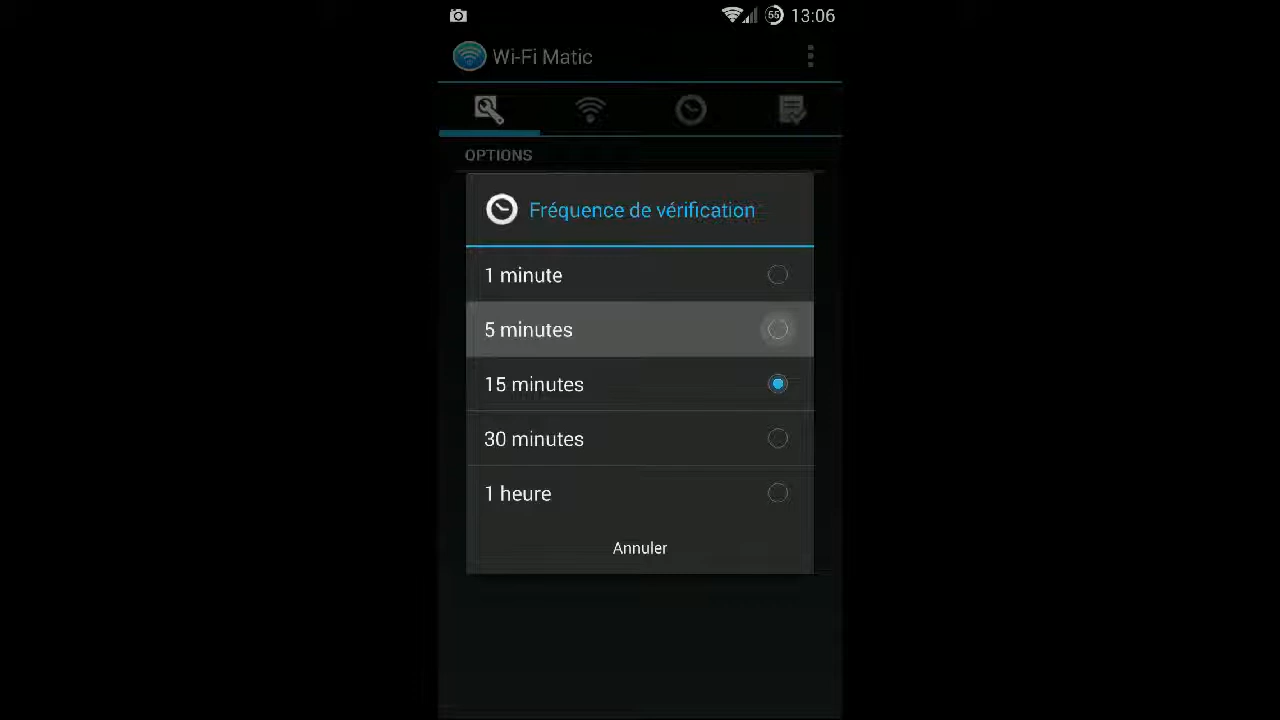 55 13:06
Wi-Fi Matic
OPTIONS
Fréquence de vérification
1 minute
5 minutes
15 minutes
30 minutes
1 heure
Annuler